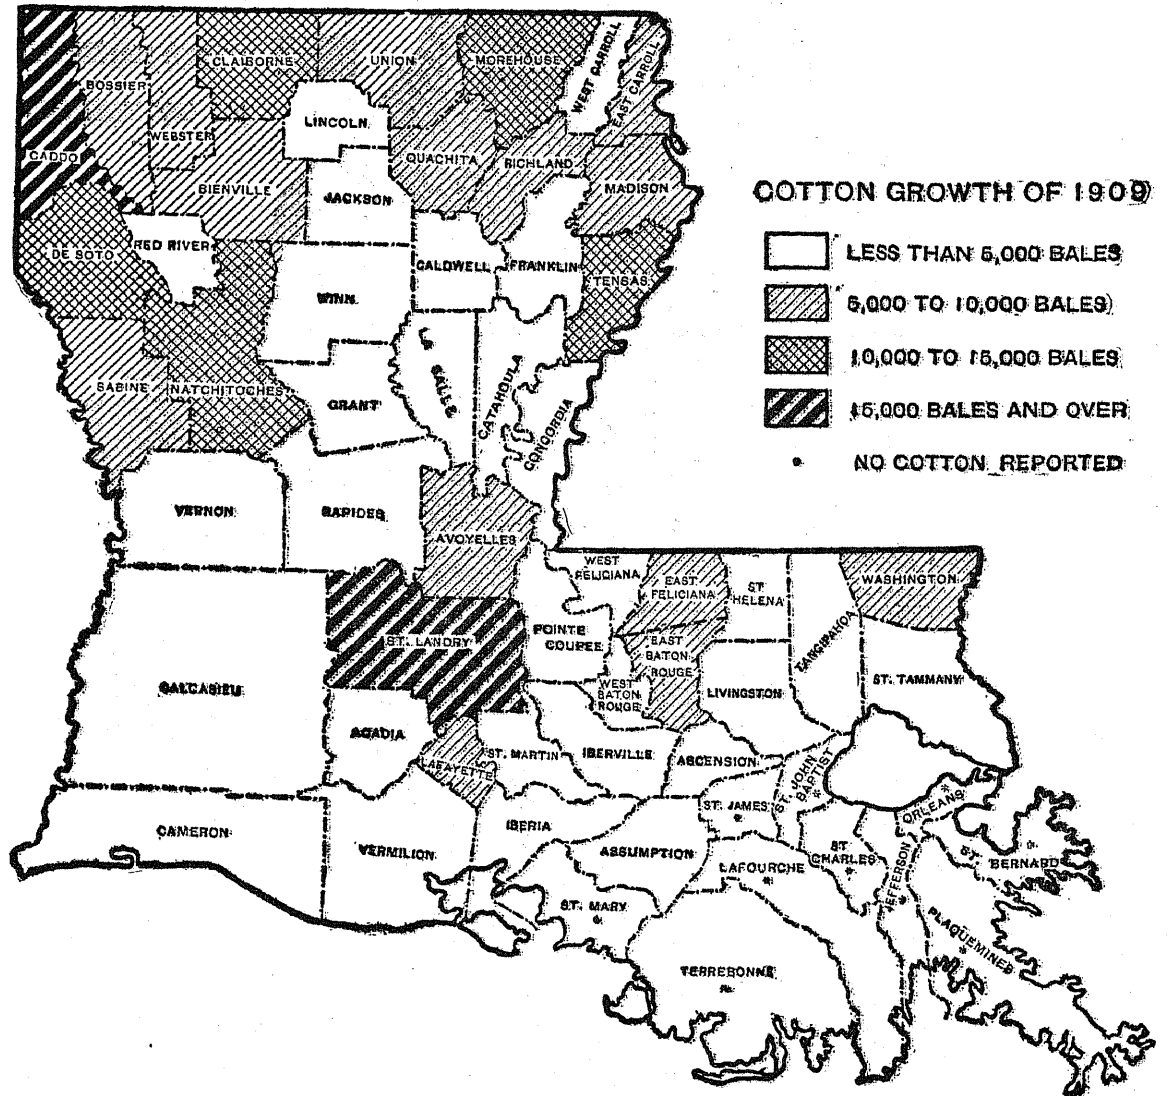 CLAIBORNE
UNION
MOREHOUSE
WEST CARROLL
EAST CARROLL
BOSSIER
WEBSTER
LINCOLN
CADDO
BIENVILLE
OUACHITA
RICHLAND
MADISON
JACKSON
RED RIVER
DE SOTO
CALDWELL
FRANKLIN
TENSAS
WINN
SABINE
NATCHITOCHES
GRANT
LA SALLE
CATAHOULA
CONCORDIA
COTTON GROWTH OF 1909
LESS THAN 5,000 BALES
5,000 TO 10,000 BALES
10,000 TO 15,000 BALES
15,000 BALES AND OVER
NO COTTON REPORTED
VERNON
RAPIDES
AVOYELLES
WEST
FELICIANA
EAST
FELICIANA
ST
HELENA
TANGIPAHOA
WASHINGTON
ST. LANDRY
POINTE
COUPEE
EAST
BATON
ROUGE
WEST
BATON
ROUGE
LIVINGSTON
ST. TAMMANY
CALCASIEU
ACADIA
LAFAYETTE
ST. MARTIN
IBERVILLE
ASCENSION
ST. JOHN
BAPTIST
ST. JAMES
ORLEANS
CAMERON
VERMILION
IBERIA
ASSUMPTION
LAFOURCHE
ST
CHARLES
JEFFERSON
ST. BERNARD
ST. MARY
PLAQUEMINES
TERREBONNE